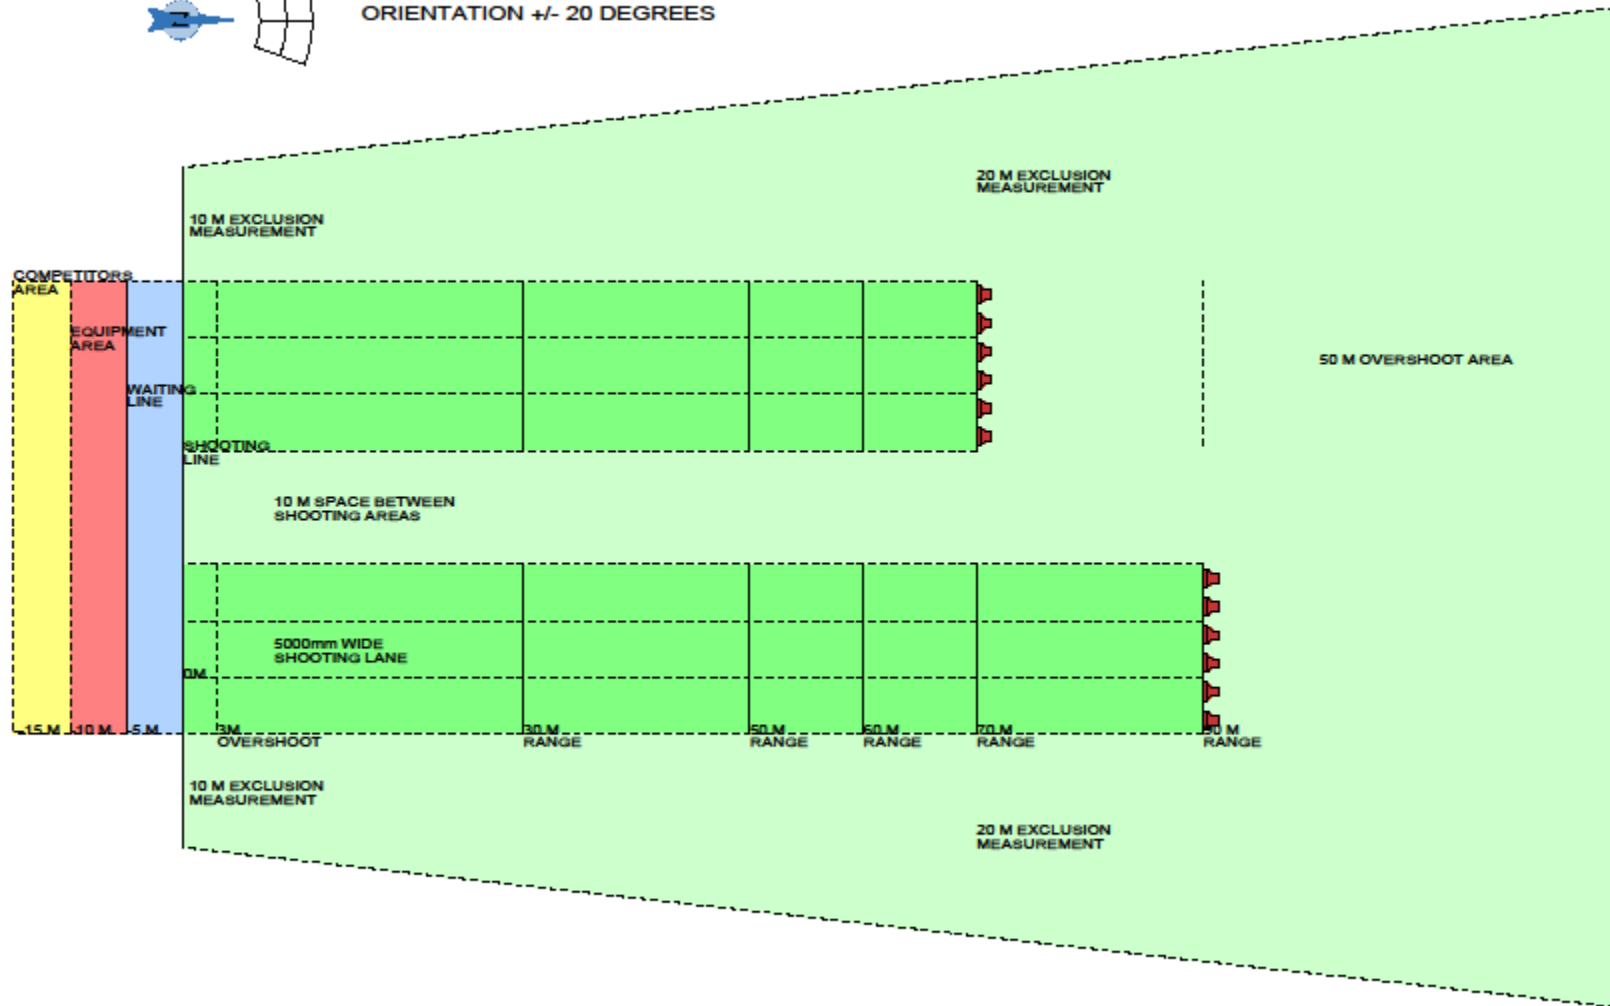 Z
ORIENTATION +/- 20 DEGREES
20 M EXCLUSION
MEASUREMENT
10 M EXCLUSION
MEASUREMENT
COMPETITORS
AREA
EQUIPMENT
AREA
50 M OVERSHOOT AREA
WAITING
LINE
SHOOTING
LINE
10 M SPACE BETWEEN
SHOOTING AREAS
5000mm WIDE
SHOOTING LANE
0M
-15 M
-10 M
-5 M
3M
OVERSHOOT
30 M
RANGE
50 M
RANGE
60 M
RANGE
70 M
RANGE
90 M
RANGE
10 M EXCLUSION
MEASUREMENT
20 M EXCLUSION
MEASUREMENT